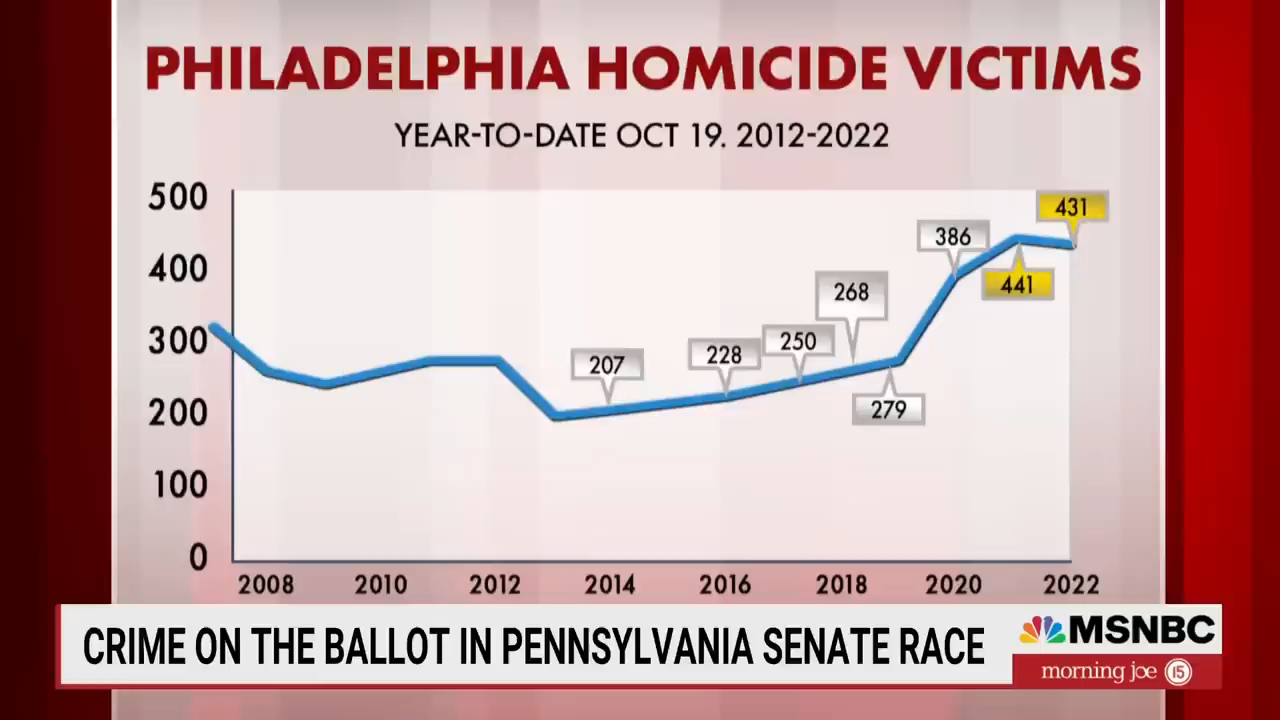 PHILADELPHIA HOMICIDE VICTIMS
YEAR-TO-DATE OCT 19. 2012-2022
500
400
300
200
100
0
207
228
250
268
279
386
441
431
2008 2010 2012 2014 2016 2018 2020 2022
CRIME ON THE BALLOT IN PENNSYLVANIA SENATE RACE
MSNBC
morning joe 15